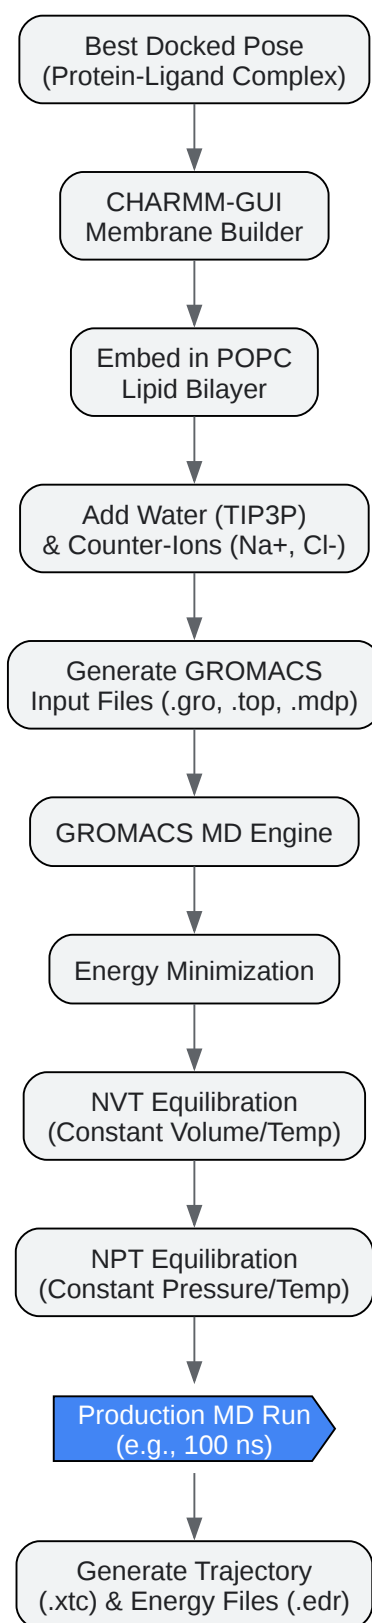 Best Docked Pose
(Protein-Ligand Complex)
CHARMM-GUI
Membrane Builder
Embed in POPC
Lipid Bilayer
Add Water (TIP3P)
& Counter-Ions (Na+, Cl-)
Generate GROMACS
Input Files (.gro, .top, .mdp)
GROMACS MD Engine
Energy Minimization
NVT Equilibration
(Constant Volume/Temp)
NPT Equilibration
(Constant Pressure/Temp)
Production MD Run
(e.g., 100 ns)
Generate Trajectory
(.xtc) & Energy Files (.edr)